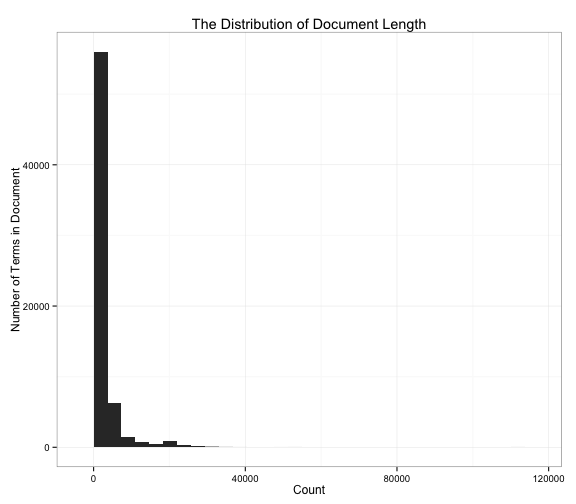 The Distribution of Document Length
Number of Terms in Document
40000
20000
0
0
40000
80000
120000
Count